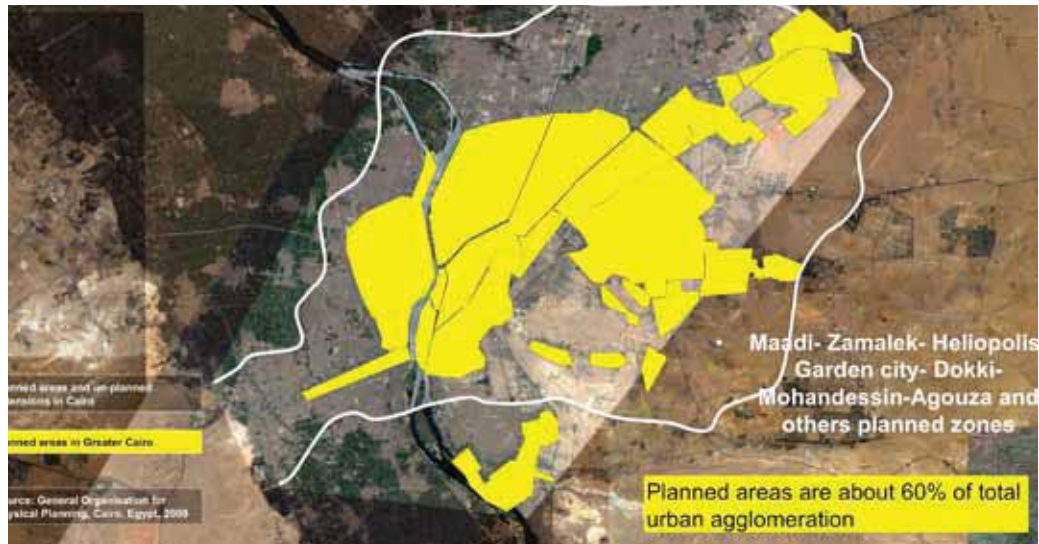 Maadi- Zamalek- Heliopolis
Garden city- Dokki-
Mohandessin-Agouza and
others planned zones
nned areas and un-planned
ensions in Cairo
nned areas in Greater Cairo
urce: General Organisation for
ysical Planning, Cairo, Egypt, 2009
Planned areas are about 60% of total
urban agglomeration